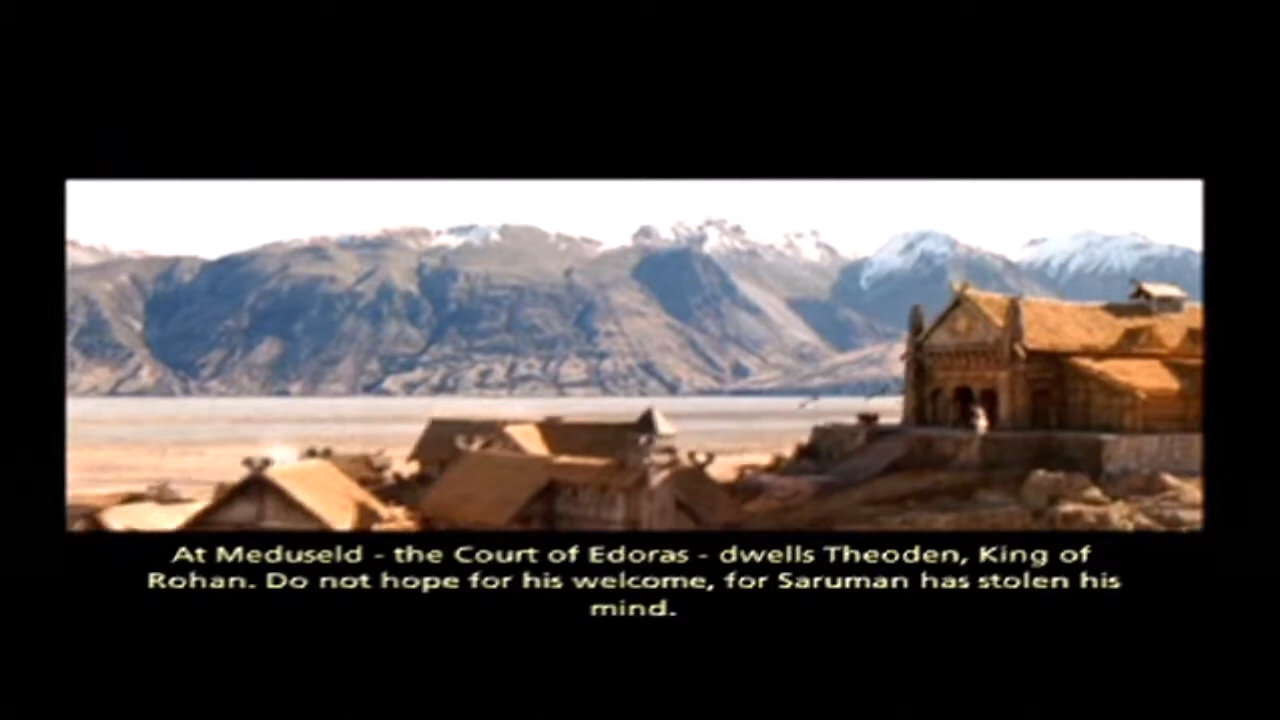 At Meduseld - the Court of Edoras - dwells Theoden, King of
Rohan. Do not hope for his welcome, for Saruman has stolen his
mind.